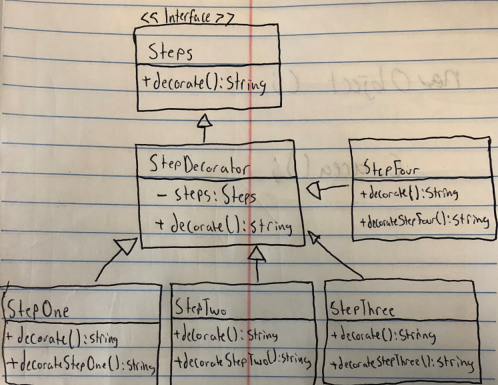 << Interface >>
Steps
+ decorate(): String
StepDecorator
- steps: Steps
+ decorate(): String
StepFour
+ decorate(): String
+ decorateStepFour(): String
StepOne
+ decorate(): String
+ decorateStepOne(): String
StepTwo
+ decorate(): String
+ decorateStepTwo(): String
StepThree
+ decorate(): String
+ decorateStepThree(): String